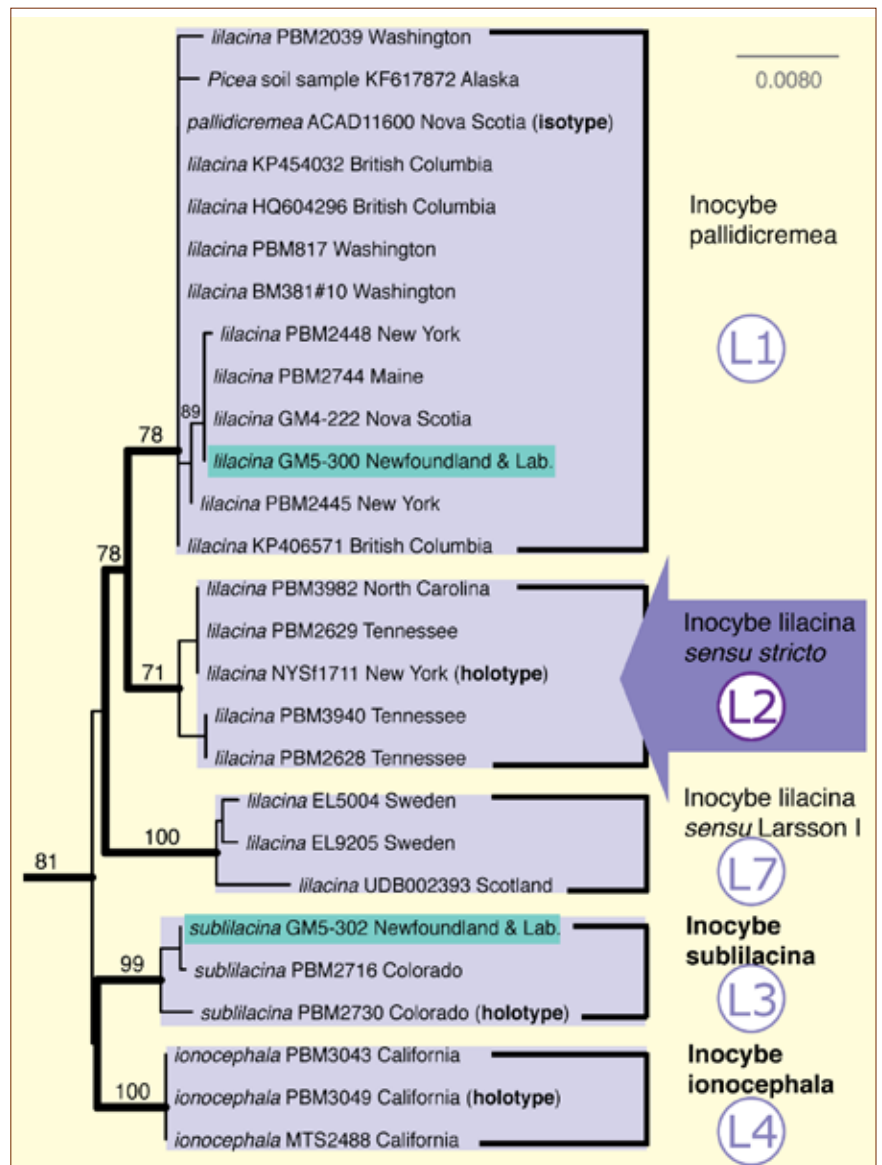 lilacina PBM2039 Washington
0.0080
Picea soil sample KF617872 Alaska
pallidicremea ACAD11600 Nova Scotia (isotype)
lilacina KP454032 British Columbia
lilacina HQ604296 British Columbia
lilacina PBM817 Washington
lilacina BM381#10 Washington
lilacina PBM2448 New York
lilacina PBM2744 Maine
89
lilacina GM4-222 Nova Scotia
78
lilacina GM5-300 Newfoundland & Lab.
lilacina PBM2445 New York
lilacina KP406571 British Columbia
Inocybe
pallidicremea
L1
78
lilacina PBM3982 North Carolina
lilacina PBM2629 Tennessee
71
lilacina NYSf1711 New York (holotype)
lilacina PBM3940 Tennessee
lilacina PBM2628 Tennessee
Inocybe lilacina
sensu stricto
L2
lilacina EL5004 Sweden
100
lilacina EL9205 Sweden
lilacina UDB002393 Scotland
Inocybe lilacina
sensu Larsson I
L7
81
sublilacina GM5-302 Newfoundland & Lab.
99
sublilacina PBM2716 Colorado
sublilacina PBM2730 Colorado (holotype)
Inocybe
sublilacina
L3
ionocephala PBM3043 California
100
ionocephala PBM3049 California (holotype)
ionocephala MTS2488 California
Inocybe
ionocephala
L4